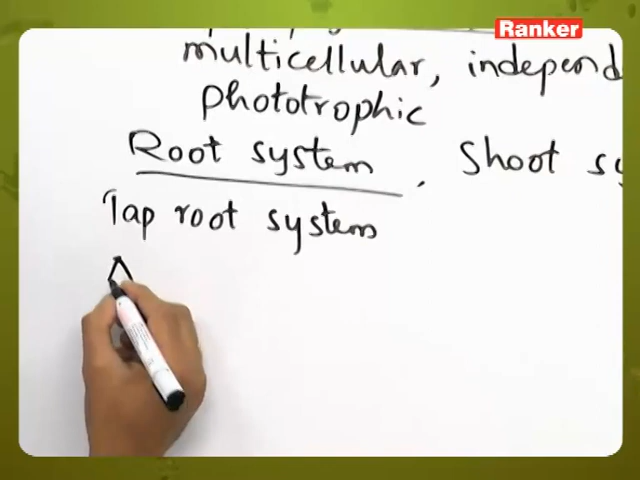 Ranker
multicellular, independ
phototrophic
Root system, Shoot sy
Tap root system